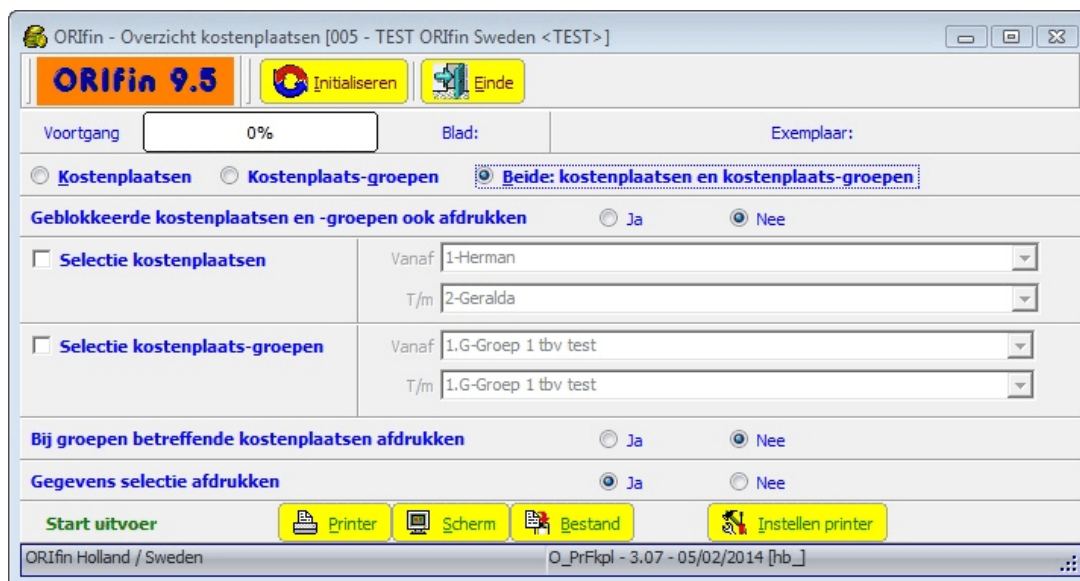 ORIfin - Overzicht kostenplaatsen [005 - TEST ORIfin Sweden <TEST>]
ORIfin 9.5 Initialiseren Einde
Voortgang 0% Blad: Exemplaar:
Kostenplaatsen Kostenplaats-groepen Beide: kostenplaatsen en kostenplaats-groepen
Geblokkeerde kostenplaatsen en -groepen ook afdrukken Ja Nee
Selectie kostenplaatsen Vanaf 1-Herman
T/m 2-Geralda
Selectie kostenplaats-groepen Vanaf 1.G-Groep 1 tbv test
T/m 1.G-Groep 1 tbv test
Bij groepen betreffende kostenplaatsen afdrukken Ja Nee
Gegevens selectie afdrukken Ja Nee
Start uitvoer Printer Scherm Bestand Instellen printer
ORIfin Holland / Sweden O_PrFkpl - 3.07 - 05/02/2014 [hb_]